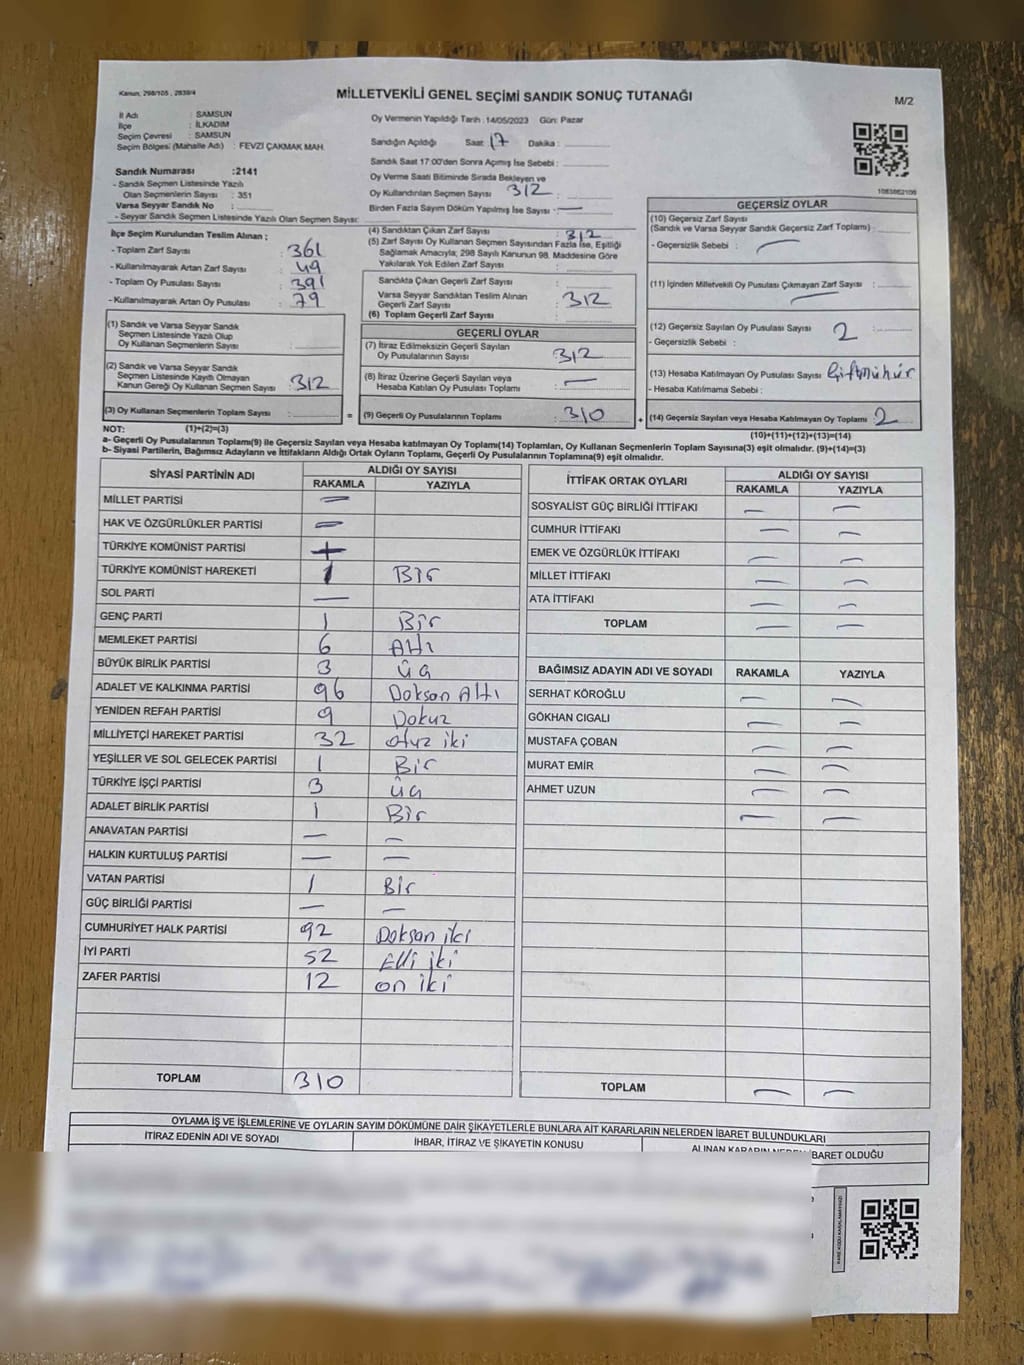 Kanun: 298/105 , 2839/4
MİLLETVEKİLİ GENEL SEÇİMİ SANDIK SONUÇ TUTANAĞI
M/2
İl Adı : SAMSUN
İlçe : İLKADIM
Seçim Çevresi : SAMSUN
Seçim Bölgesi (Mahalle Adı) : FEVZİ ÇAKMAK MAH.
Sandık Numarası :2141
- Sandık Seçmen Listesinde Yazılı
Olan Seçmenlerin Sayısı : 351
Varsa Seyyar Sandık No :
- Seyyar Sandık Seçmen Listesinde Yazılı Olan Seçmen Sayısı:
Oy Vermenin Yapıldığı Tarih :14/05/2023 Gün: Pazar
Sandığın Açıldığı Saat: 17 Dakika:
Sandık Saat 17:00'den Sonra Açımış İse Sebebi :
Oy Verme Saati Bitiminde Sırada Bekleyen ve
Oy Kullandırılan Seçmen Sayısı : 312
Birden Fazla Sayım Döküm Yapılmış İse Sayısı : —
1083862108
İlçe Seçim Kurulundan Teslim Alınan :
- Toplam Zarf Sayısı : 361
- Kullanılmayarak Artan Zarf Sayısı : 49
- Toplam Oy Pusulası Sayısı : 391
- Kullanılmayarak Artan Oy Pusulası : 79
(1) Sandık ve Varsa Seyyar Sandık
Seçmen Listesinde Yazılı Olup
Oy Kullanan Seçmenlerin Sayısı :
(2) Sandık ve Varsa Seyyar Sandık
Seçmen Listesinde Kayıtlı Olmayan
Kanun Gereği Oy Kullanan Seçmen Sayısı : 312
(3) Oy Kullanan Seçmenlerin Toplam Sayısı :
(4) Sandıktan Çıkan Zarf Sayısı : 312
(5) Zarf Sayısı Oy Kullanan Seçmen Sayısından Fazla İse, Eşitliği
Sağlamak Amacıyla; 298 Sayılı Kanunun 98. Maddesine Göre
Yakılarak Yok Edilen Zarf Sayısı :
Sandıkta Çıkan Geçerli Zarf Sayısı :
Varsa Seyyar Sandıktan Teslim Alınan
Geçerli Zarf Sayısı : 312
(6) Toplam Geçerli Zarf Sayısı :
GEÇERLİ OYLAR
(7) İtiraz Edilmeksizin Geçerli Sayılan
Oy Pusulalarının Sayısı : 312
(8) İtiraz Üzerine Geçerli Sayılan veya
Hesaba Katılan Oy Pusulalarının Sayısı : —
= (9) Geçerli Oy Pusulalarının Toplamı : 310 +
GEÇERSİZ OYLAR
(10) Geçersiz Zarf Sayısı
(Sandık ve Varsa Seyyar Sandık Geçersiz Zarf Toplamı) :
- Geçersizlik Sebebi : —
(11) İçinden Milletvekili Oy Pusulası Çıkmayan Zarf Sayısı : —
(12) Geçersiz Sayılan Oy Pusulası Sayısı : 2
- Geçersizlik Sebebi :
(13) Hesaba Katılmayan Oy Pusulası Sayısı : Çiftmühür
- Hesaba Katılmama Sebebi :
(14) Geçersiz Sayılan veya Hesaba Katılmayan Oy Toplamı : 2
NOT: (1)+(2)=(3) (10)+(11)+(12)+(13)=(14)
a- Geçerli Oy Pusulalarının Toplamı(9) ile Geçersiz Sayılan veya Hesaba katılmayan Oy Toplamı(14) Toplamları, Oy Kullanan Seçmenlerin Toplam Sayısına(3) eşit olmalıdır. (9)+(14)=(3)
b- Siyasi Partilerin, Bağımsız Adayların ve İttifakların Aldığı Ortak Oyların Toplamı, Geçerli Oy Pusulalarının Toplamına(9) eşit olmalıdır.
SİYASİ PARTİNİN ADI ALDIĞI OY SAYISI
RAKAMLA YAZIYLA
MİLLET PARTİSİ —
HAK VE ÖZGÜRLÜKLER PARTİSİ —
TÜRKİYE KOMÜNİST PARTİSİ
TÜRKİYE KOMÜNİST HAREKETİ 1 Bir
SOL PARTİ —
GENÇ PARTİ 1 Bir
MEMLEKET PARTİSİ 6 Altı
BÜYÜK BİRLİK PARTİSİ 3 üç
ADALET VE KALKINMA PARTİSİ 96 Doksan Altı
YENİDEN REFAH PARTİSİ 9 Dokuz
MİLLİYETÇİ HAREKET PARTİSİ 32 otuz iki
YEŞİLLER VE SOL GELECEK PARTİSİ 1 Bir
TÜRKİYE İŞÇİ PARTİSİ 3 üç
ADALET BİRLİK PARTİSİ 1 Bir
ANAVATAN PARTİSİ — —
HALKIN KURTULUŞ PARTİSİ — —
VATAN PARTİSİ 1 Bir
GÜÇ BİRLİĞİ PARTİSİ — —
CUMHURİYET HALK PARTİSİ 92 Doksan iki
İYİ PARTİ 52 Elli iki
ZAFER PARTİSİ 12 on iki
TOPLAM 310
İTTİFAK ORTAK OYLARI ALDIĞI OY SAYISI
RAKAMLA YAZIYLA
SOSYALİST GÜÇ BİRLİĞİ İTTİFAKI — —
CUMHUR İTTİFAKI — —
EMEK VE ÖZGÜRLÜK İTTİFAKI — —
MİLLET İTTİFAKI — —
ATA İTTİFAKI — —
TOPLAM — —
BAĞIMSIZ ADAYIN ADI VE SOYADI RAKAMLA YAZIYLA
SERHAT KÖROĞLU — —
GÖKHAN CIGALI — —
MUSTAFA ÇOBAN — —
MURAT EMİR — —
AHMET UZUN — —
— —
TOPLAM — —
OYLAMA İŞ VE İŞLEMLERİNE VE OYLARIN SAYIM DÖKÜMÜNE DAİR ŞİKAYETLERLE BUNLARA AİT KARARLARIN NELERDEN İBARET BULUNDUKLARI
İTİRAZ EDENİN ADI VE SOYADI İHBAR, İTİRAZ VE ŞİKAYETİN KONUSU ALINAN KARARIN NEDEN İBARET OLDUĞU